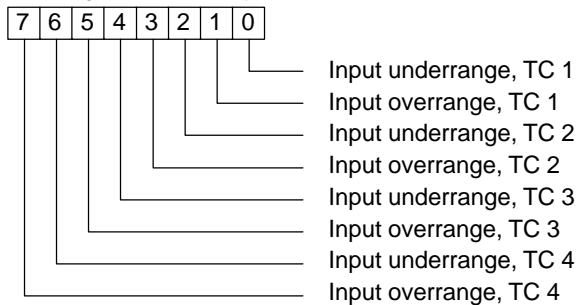 7 6 5 4 3 2 1 0
Input underrange, TC 1
Input overrange, TC 1
Input underrange, TC 2
Input overrange, TC 2
Input underrange, TC 3
Input overrange, TC 3
Input underrange, TC 4
Input overrange, TC 4